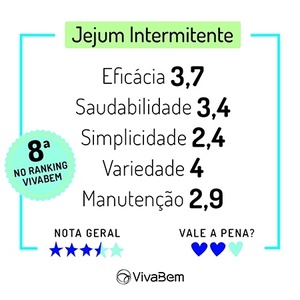 Jejum Intermitente
Eficácia 3,7
Saudabilidade 3,4
Simplicidade 2,4
Variedade 4
Manutenção 2,9
8ª
NO RANKING
VIVABEM
NOTA GERAL
VALE A PENA?
VivaBem